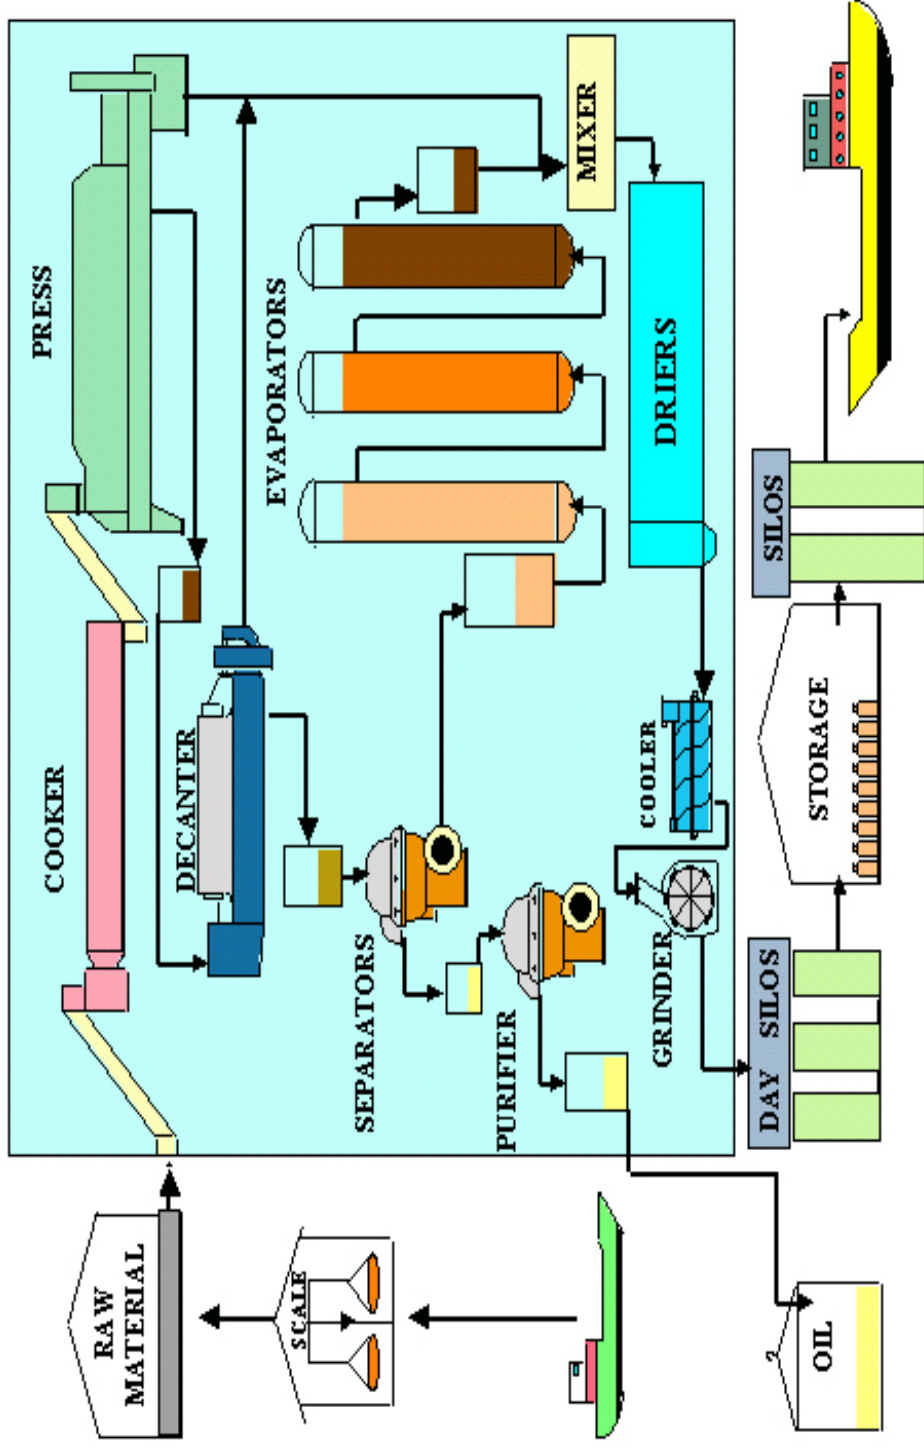 COOKER
PRESS
DECANTER
EVAPORATORS
MIXER
SEPARATORS
PURIFIER
DRIERS
COOLER
GRINDER
RAW
MATERIAL
SCALE
OIL
?
DAY SILOS
STORAGE
SILOS